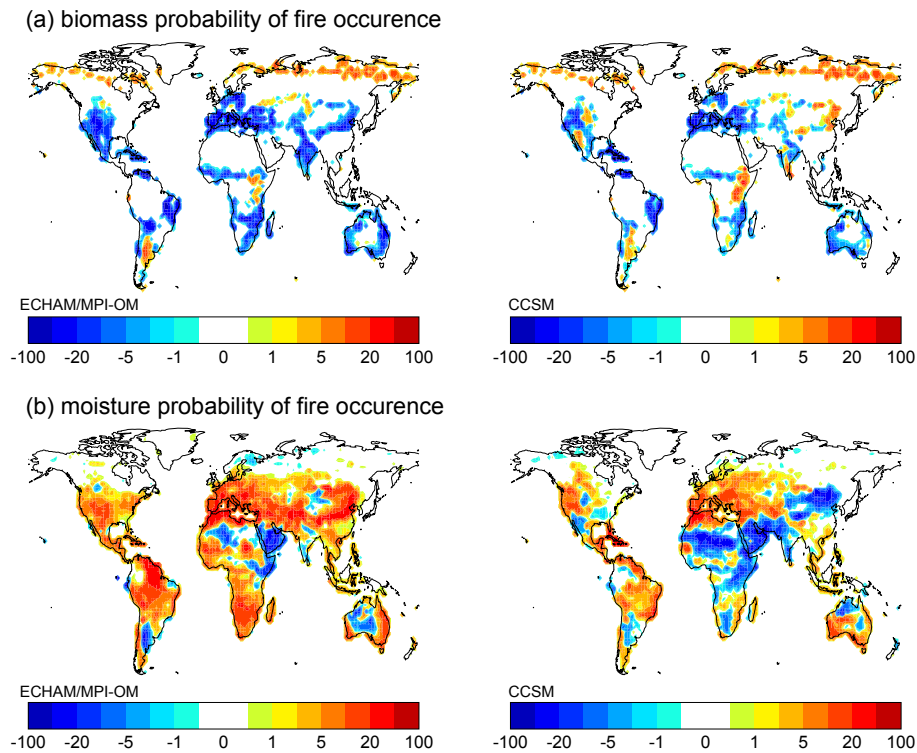 (a) biomass probability of fire occurence
ECHAM/MPI-OM
CCSM
-100 -20 -5 -1 0 1 5 20 100
-100 -20 -5 -1 0 1 5 20 100
(b) moisture probability of fire occurence
ECHAM/MPI-OM
CCSM
-100 -20 -5 -1 0 1 5 20 100
-100 -20 -5 -1 0 1 5 20 100